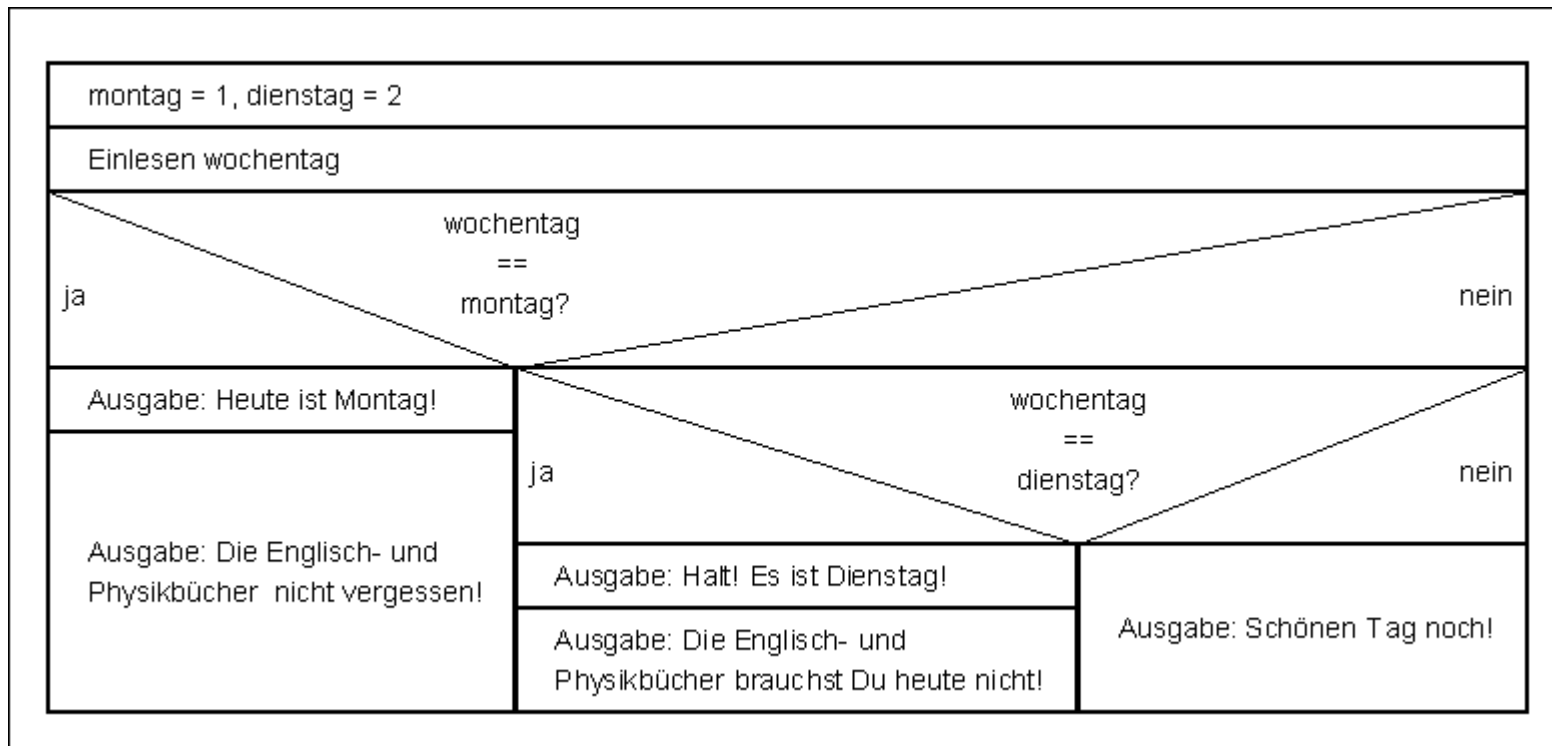 montag = 1, dienstag = 2
Einlesen wochentag
wochentag
==
montag?
ja
nein
Ausgabe: Heute ist Montag!
Ausgabe: Die Englisch- und
Physikbücher nicht vergessen!
wochentag
==
dienstag?
ja
nein
Ausgabe: Halt! Es ist Dienstag!
Ausgabe: Die Englisch- und
Physikbücher brauchst Du heute nicht!
Ausgabe: Schönen Tag noch!